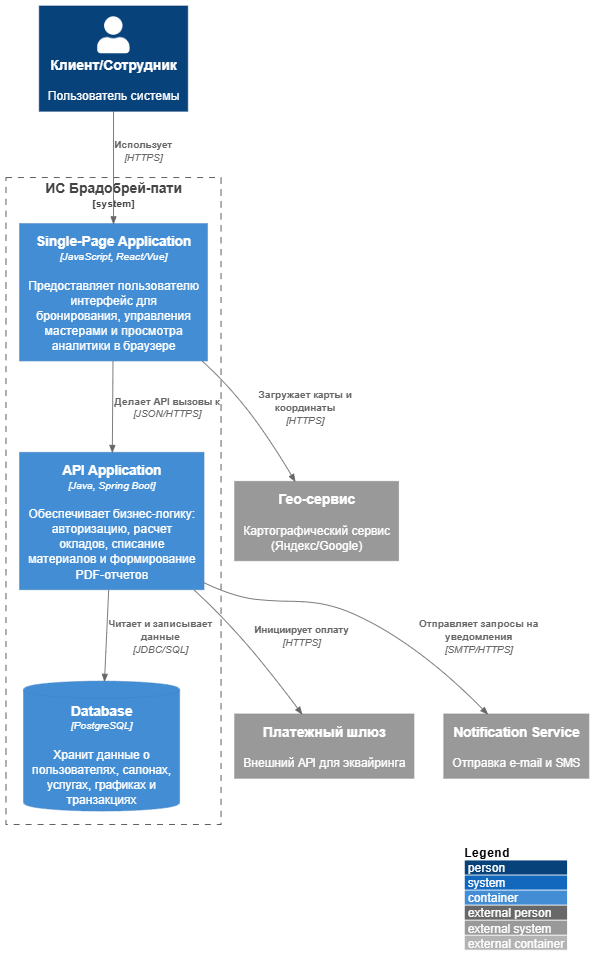 Клиент/Сотрудник
Пользователь системы
Использует
[HTTPS]
ИС Брадобрей-пати
[system]
Single-Page Application
[JavaScript, React/Vue]
Предоставляет пользователю
интерфейс для
бронирования, управления
мастерами и просмотра
аналитики в браузере
Делает API вызовы к
[JSON/HTTPS]
Загружает карты и
координаты
[HTTPS]
API Application
[Java, Spring Boot]
Обеспечивает бизнес-логику:
авторизацию, расчет
окладов, списание
материалов и формирование
PDF-отчетов
Гео-сервис
Картографический сервис
(Яндекс/Google)
Читает и записывает
данные
[JDBC/SQL]
Инициирует оплату
[HTTPS]
Отправляет запросы на
уведомления
[SMTP/HTTPS]
Database
[PostgreSQL]
Хранит данные о
пользователях, салонах,
услугах, графиках и
транзакциях
Платежный шлюз
Внешний API для эквайринга
Notification Service
Отправка e-mail и SMS
Legend
person
system
container
external person
external system
external container